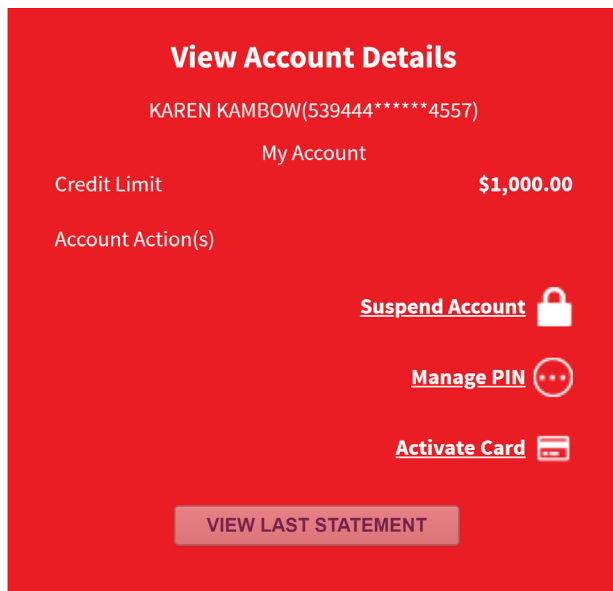 View Account Details
KAREN KAMBOW(539444******4557)
My Account
Credit Limit $1,000.00
Account Action(s)
Suspend Account
Manage PIN
Activate Card
VIEW LAST STATEMENT